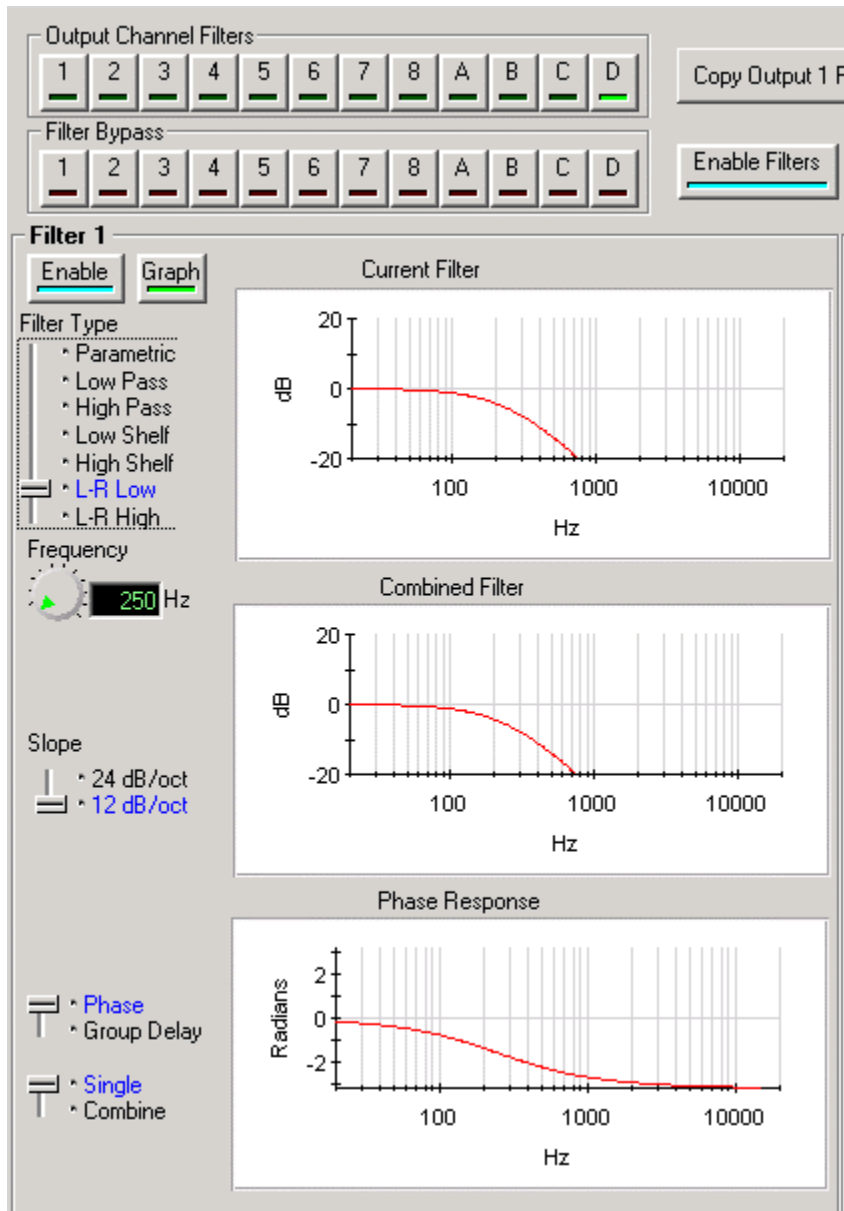 Output Channel Filters
1 2 3 4 5 6 7 8 A B C D
Copy Output 1 F
Filter Bypass
1 2 3 4 5 6 7 8 A B C D
Enable Filters
Filter 1
Enable Graph
Filter Type
Parametric
Low Pass
High Pass
Low Shelf
High Shelf
L-R Low
L-R High
Frequency
250 Hz
Slope
24 dB/oct
12 dB/oct
Phase
Group Delay
Single
Combine
Current Filter
20
0
-20
dB
100 1000 10000
Hz
Combined Filter
20
0
-20
dB
100 1000 10000
Hz
Phase Response
2
0
-2
Radians
100 1000 10000
Hz